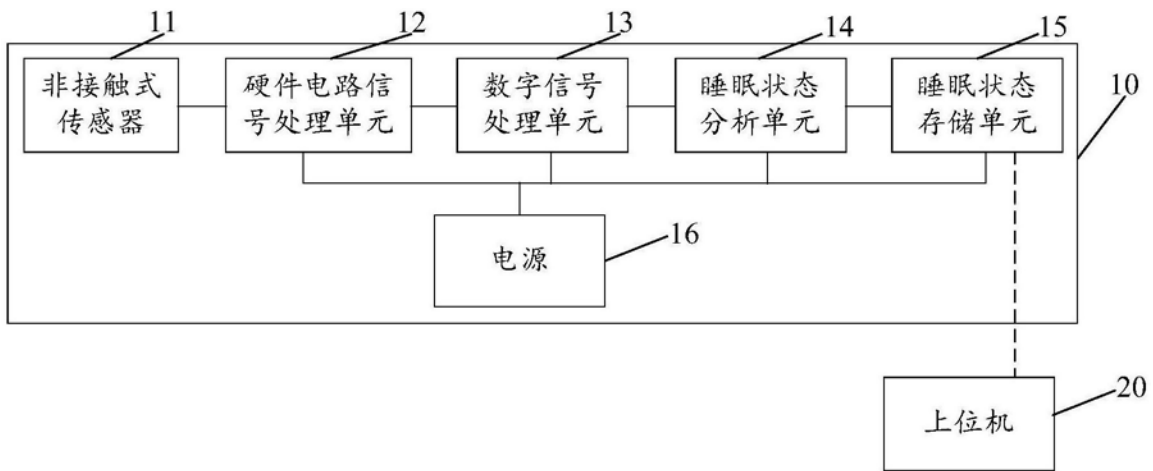 11
12
13
14
15
非接触式
传感器
硬件电路信
号处理单元
数字信号
处理单元
睡眠状态
分析单元
睡眠状态
存储单元
10
电源
16
上位机
20